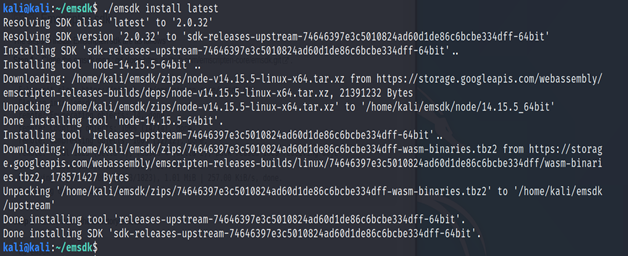 kali@kali:~/emsdk$ ./emsdk install latest
Resolving SDK alias 'latest' to '2.0.32'
Resolving SDK version '2.0.32' to 'sdk-releases-upstream-74646397e3c5010824ad60d1de86c6bcbe334dff-64bit'
Installing SDK 'sdk-releases-upstream-74646397e3c5010824ad60d1de86c6bcbe334dff-64bit'..
Installing tool 'node-14.15.5-64bit'..
Downloading: /home/kali/emsdk/zips/node-v14.15.5-linux-x64.tar.xz from https://storage.googleapis.com/webassembly/
emscripten-releases-builds/deps/node-v14.15.5-linux-x64.tar.xz, 21391232 Bytes
Unpacking '/home/kali/emsdk/zips/node-v14.15.5-linux-x64.tar.xz' to '/home/kali/emsdk/node/14.15.5_64bit'
Done installing tool 'node-14.15.5-64bit'.
Installing tool 'releases-upstream-74646397e3c5010824ad60d1de86c6bcbe334dff-64bit'..
Downloading: /home/kali/emsdk/zips/74646397e3c5010824ad60d1de86c6bcbe334dff-wasm-binaries.tbz2 from https://storag
e.googleapis.com/webassembly/emscripten-releases-builds/linux/74646397e3c5010824ad60d1de86c6bcbe334dff/wasm-binari
es.tbz2, 178571427 Bytes
Unpacking '/home/kali/emsdk/zips/74646397e3c5010824ad60d1de86c6bcbe334dff-wasm-binaries.tbz2' to '/home/kali/emsdk
/upstream'
Done installing tool 'releases-upstream-74646397e3c5010824ad60d1de86c6bcbe334dff-64bit'.
Done installing SDK 'sdk-releases-upstream-74646397e3c5010824ad60d1de86c6bcbe334dff-64bit'.
kali@kali:~/emsdk$